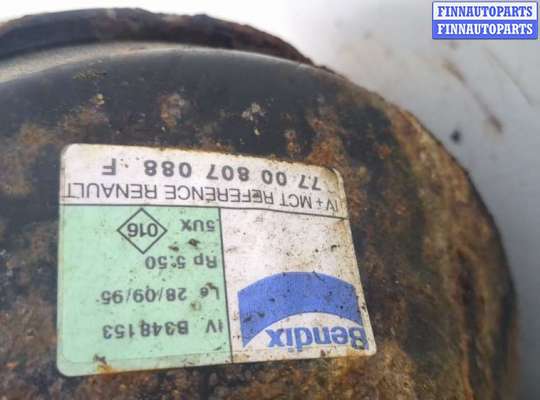 FINNAUTOPARTS
FINNAUTOPARTS
Bendix
IV B348153
Le 28/09/95
Rp 5:50
5UX
016
IV+MCT REFERENCE RENAULT
77 00 807 088 F